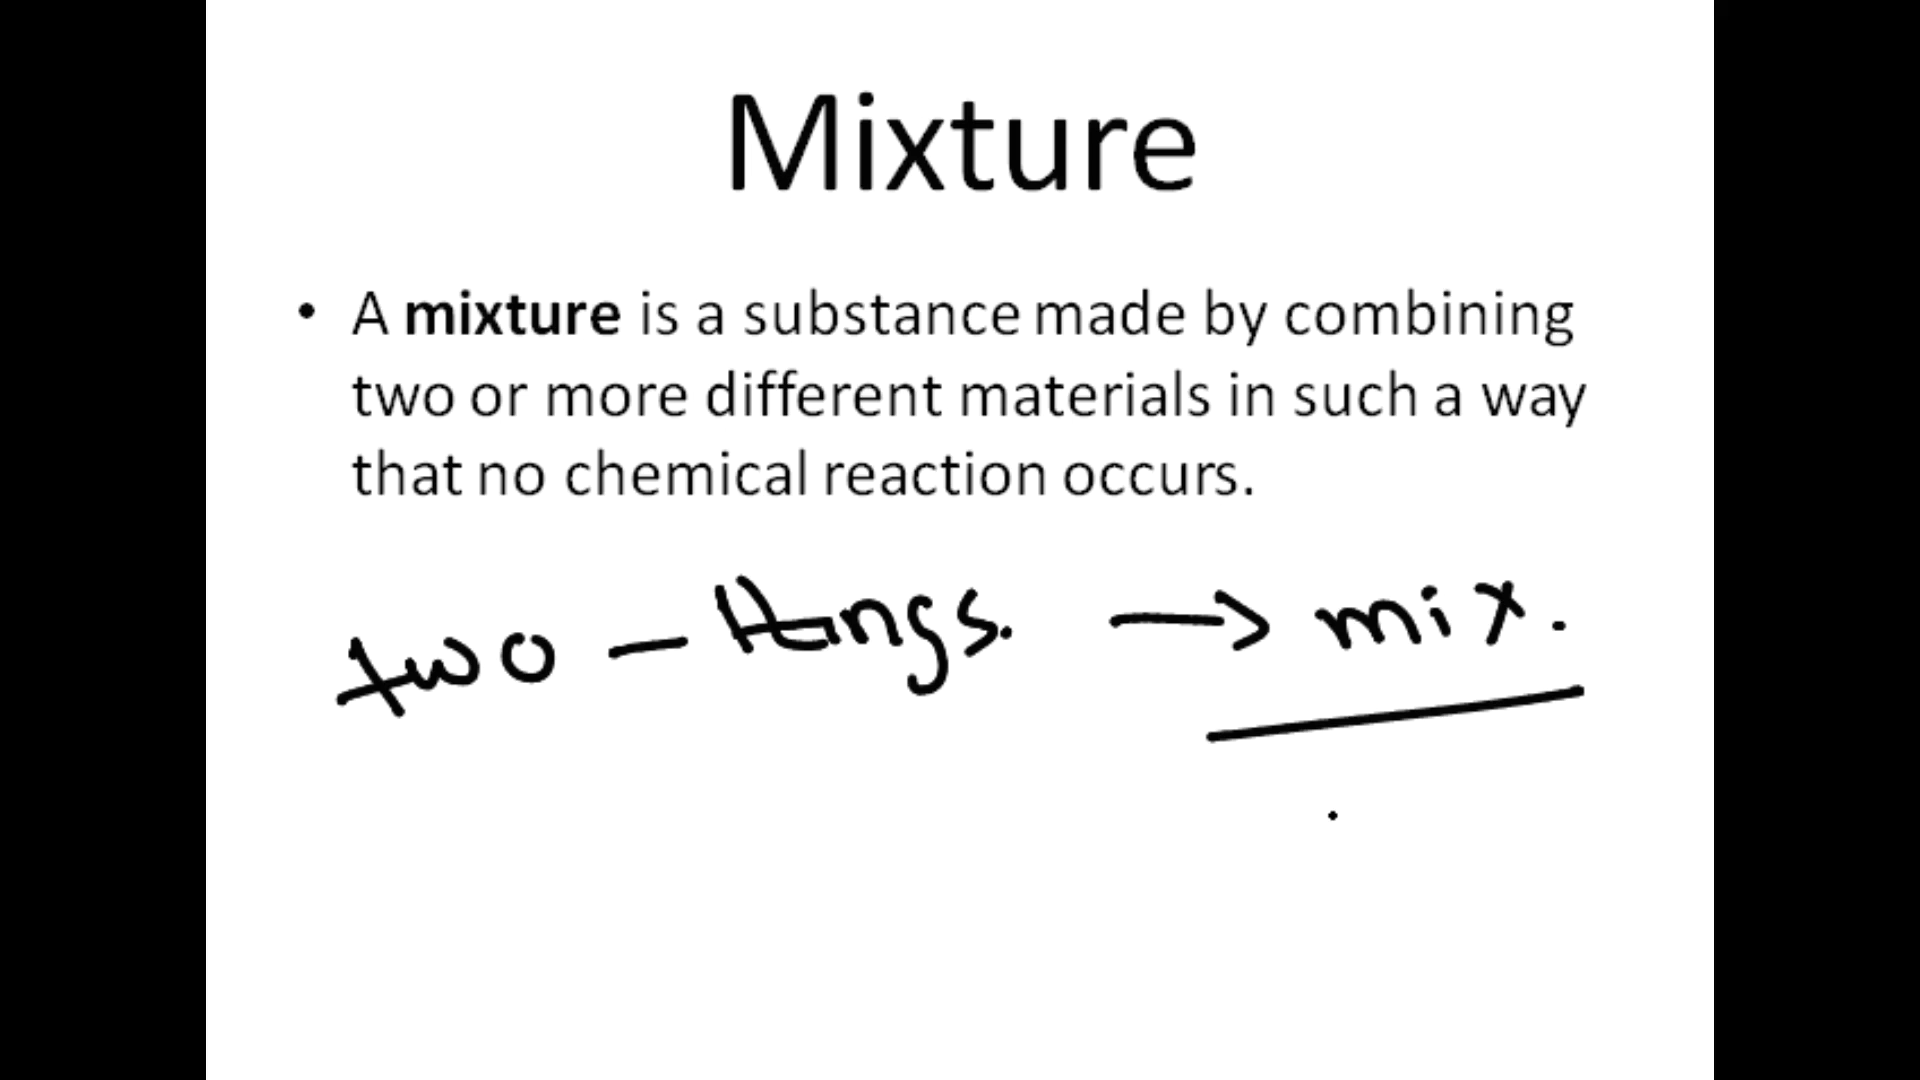 Mixture
• A mixture is a substance made by combining
two or more different materials in such a way
that no chemical reaction occurs.
two - things. → mix.